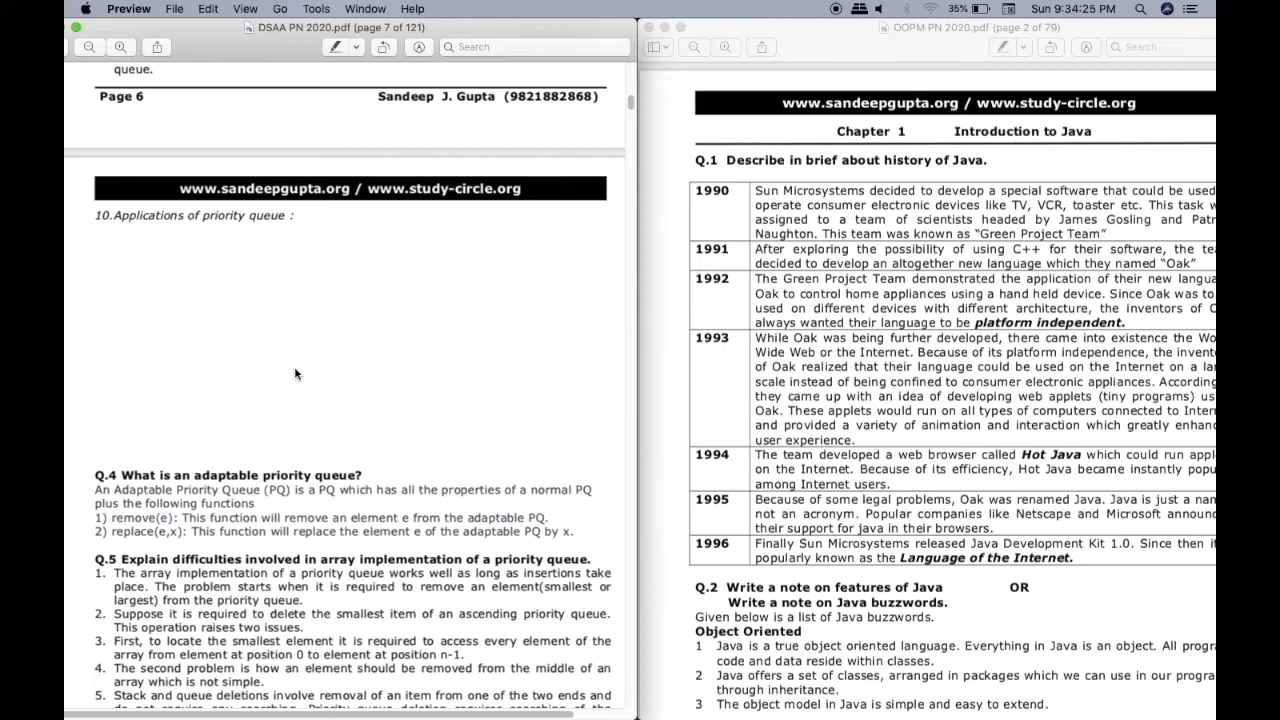 Preview File Edit View Go Tools Window Help 35% Sun 9:34:25 PM
DSAA PN 2020.pdf (page 7 of 121)
Search
queue.
Page 6 Sandeep J. Gupta (9821882868)
www.sandeepgupta.org / www.study-circle.org
10.Applications of priority queue :
Q.4 What is an adaptable priority queue?
An Adaptable Priority Queue (PQ) is a PQ which has all the properties of a normal PQ
plus the following functions
1) remove(e): This function will remove an element e from the adaptable PQ.
2) replace(e,x): This function will replace the element e of the adaptable PQ by x.
Q.5 Explain difficulties involved in array implementation of a priority queue.
1. The array implementation of a priority queue works well as long as insertions take
place. The problem starts when it is required to remove an element(smallest or
largest) from the priority queue.
2. Suppose it is required to delete the smallest item of an ascending priority queue.
This operation raises two issues.
3. First, to locate the smallest element it is required to access every element of the
array from element at position 0 to element at position n-1.
4. The second problem is how an element should be removed from the middle of an
array which is not simple.
5. Stack and queue deletions involve removal of an item from one of the two ends and
OOPM PN 2020.pdf (page 2 of 79)
Search
www.sandeepgupta.org / www.study-circle.org
Chapter 1 Introduction to Java
Q.1 Describe in brief about history of Java.
1990 Sun Microsystems decided to develop a special software that could be used
operate consumer electronic devices like TV, VCR, toaster etc. This task w
assigned to a team of scientists headed by James Gosling and Patr
Naughton. This team was known as “Green Project Team”
1991 After exploring the possibility of using C++ for their software, the tea
decided to develop an altogether new language which they named “Oak”
1992 The Green Project Team demonstrated the application of their new langua
Oak to control home appliances using a hand held device. Since Oak was to
used on different devices with different architecture, the inventors of O
always wanted their language to be platform independent.
1993 While Oak was being further developed, there came into existence the Wo
Wide Web or the Internet. Because of its platform independence, the invent
of Oak realized that their language could be used on the Internet on a la
scale instead of being confined to consumer electronic appliances. According
they came up with an idea of developing web applets (tiny programs) us
Oak. These applets would run on all types of computers connected to Inter
and provided a variety of animation and interaction which greatly enhan
user experience.
1994 The team developed a web browser called Hot Java which could run appl
on the Internet. Because of its efficiency, Hot Java became instantly popu
among Internet users.
1995 Because of some legal problems, Oak was renamed Java. Java is just a nam
not an acronym. Popular companies like Netscape and Microsoft announc
their support for java in their browsers.
1996 Finally Sun Microsystems released Java Development Kit 1.0. Since then it
popularly known as the Language of the Internet.
Q.2 Write a note on features of Java OR
Write a note on Java buzzwords.
Given below is a list of Java buzzwords.
Object Oriented
1 Java is a true object oriented language. Everything in Java is an object. All progra
code and data reside within classes.
2 Java offers a set of classes, arranged in packages which we can use in our progra
through inheritance.
3 The object model in Java is simple and easy to extend.